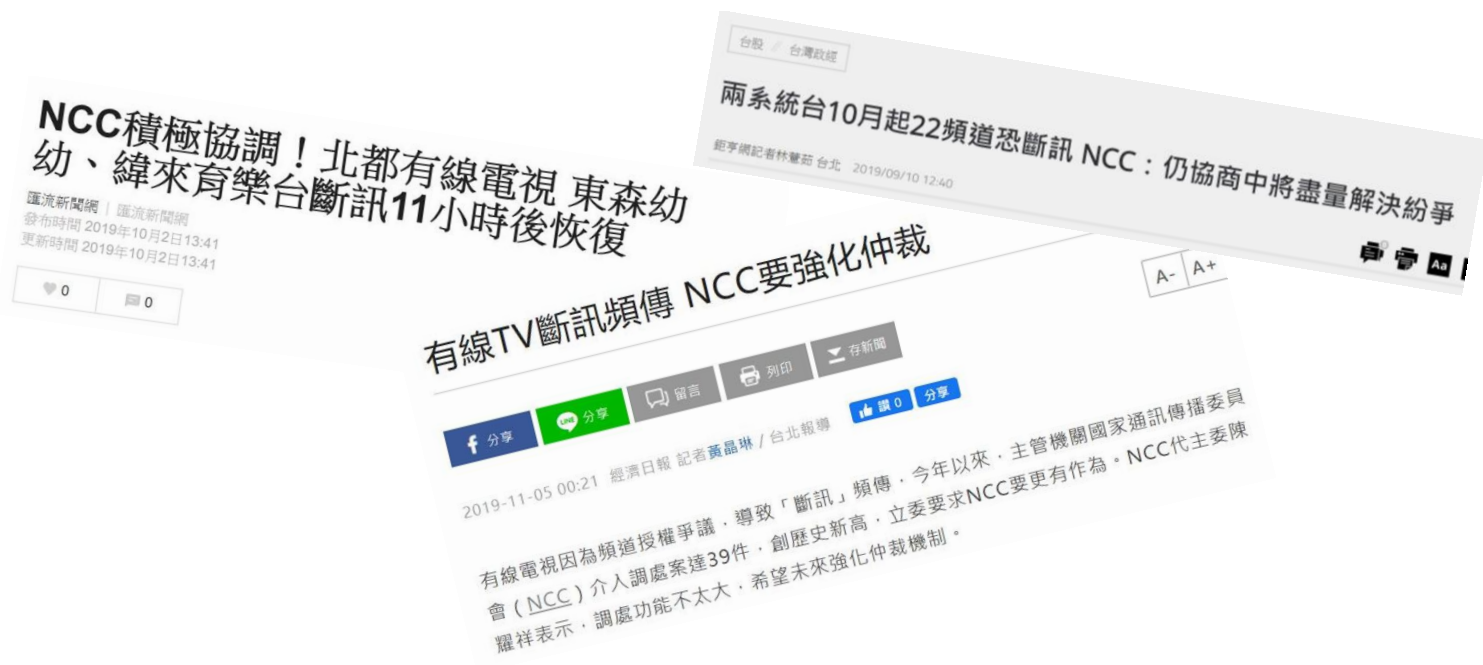 NCC積極協調！北都有線電視 東森幼
幼、緯來育樂台斷訊11小時後恢復
匯流新聞網 | 匯流新聞網
發布時間 2019年10月2日13:41
更新時間 2019年10月2日13:41
0
0
台股 / 台灣政經
兩系統台10月起22頻道恐斷訊 NCC：仍協商中將盡量解決紛爭
鉅亨網記者林薏茹 台北 2019/09/10 12:40
Aa
有線TV斷訊頻傳 NCC要強化仲裁
A- A+
分享
LINE 分享
留言
列印
存新聞
讚 0
分享
2019-11-05 00:21 經濟日報 記者黃晶琳 / 台北報導
有線電視因為頻道授權爭議，導致「斷訊」頻傳，今年以來，主管機關國家通訊傳播委員
會（NCC）介入調處案達39件，創歷史新高，立委要求NCC要更有作為。NCC代主委陳
耀祥表示，調處功能不太大，希望未來強化仲裁機制。